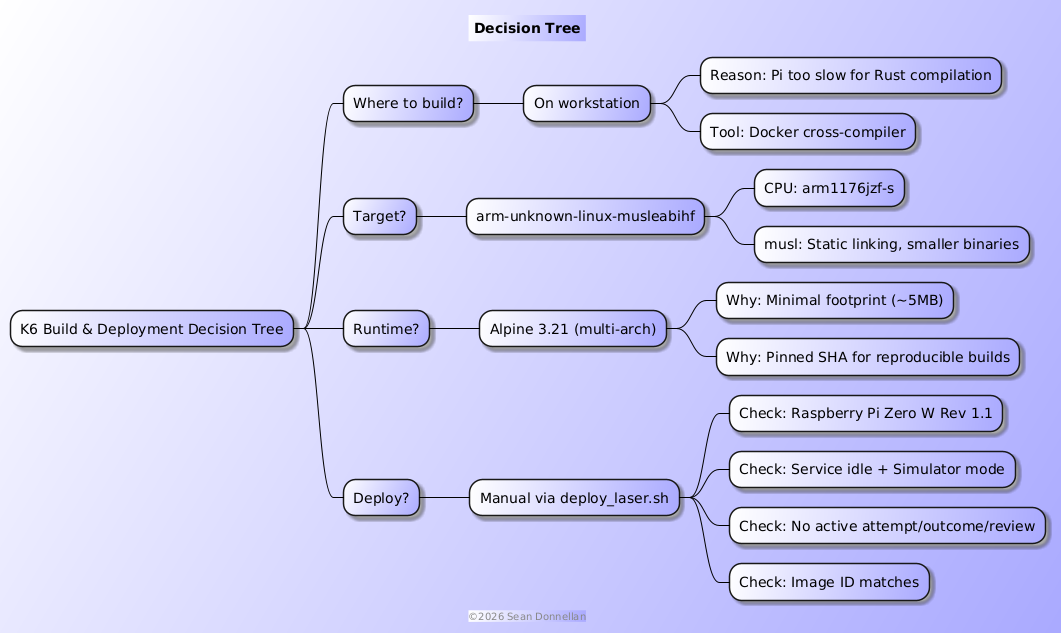 Decision Tree
K6 Build & Deployment Decision Tree
Where to build?
On workstation
Reason: Pi too slow for Rust compilation
Tool: Docker cross-compiler
Target?
arm-unknown-linux-musleabihf
CPU: arm1176jzf-s
musl: Static linking, smaller binaries
Runtime?
Alpine 3.21 (multi-arch)
Why: Minimal footprint (~5MB)
Why: Pinned SHA for reproducible builds
Deploy?
Manual via deploy_laser.sh
Check: Raspberry Pi Zero W Rev 1.1
Check: Service idle + Simulator mode
Check: No active attempt/outcome/review
Check: Image ID matches
©2026 Sean Donnellan